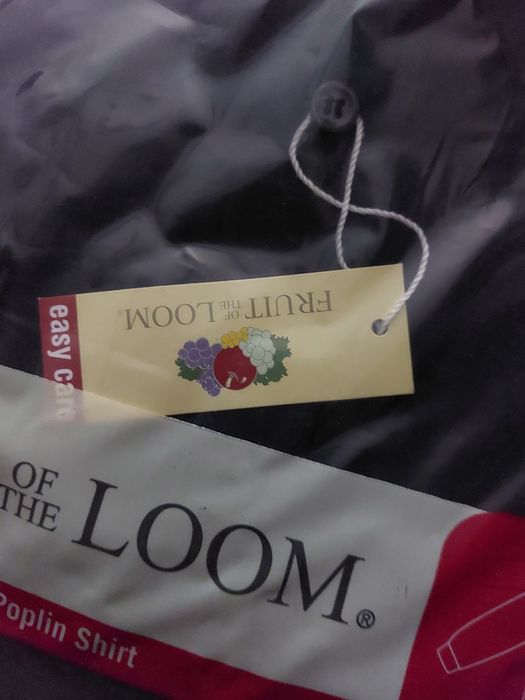 FRUIT OF THE LOOM®
easy care
OF THE LOOM®
Poplin Shirt